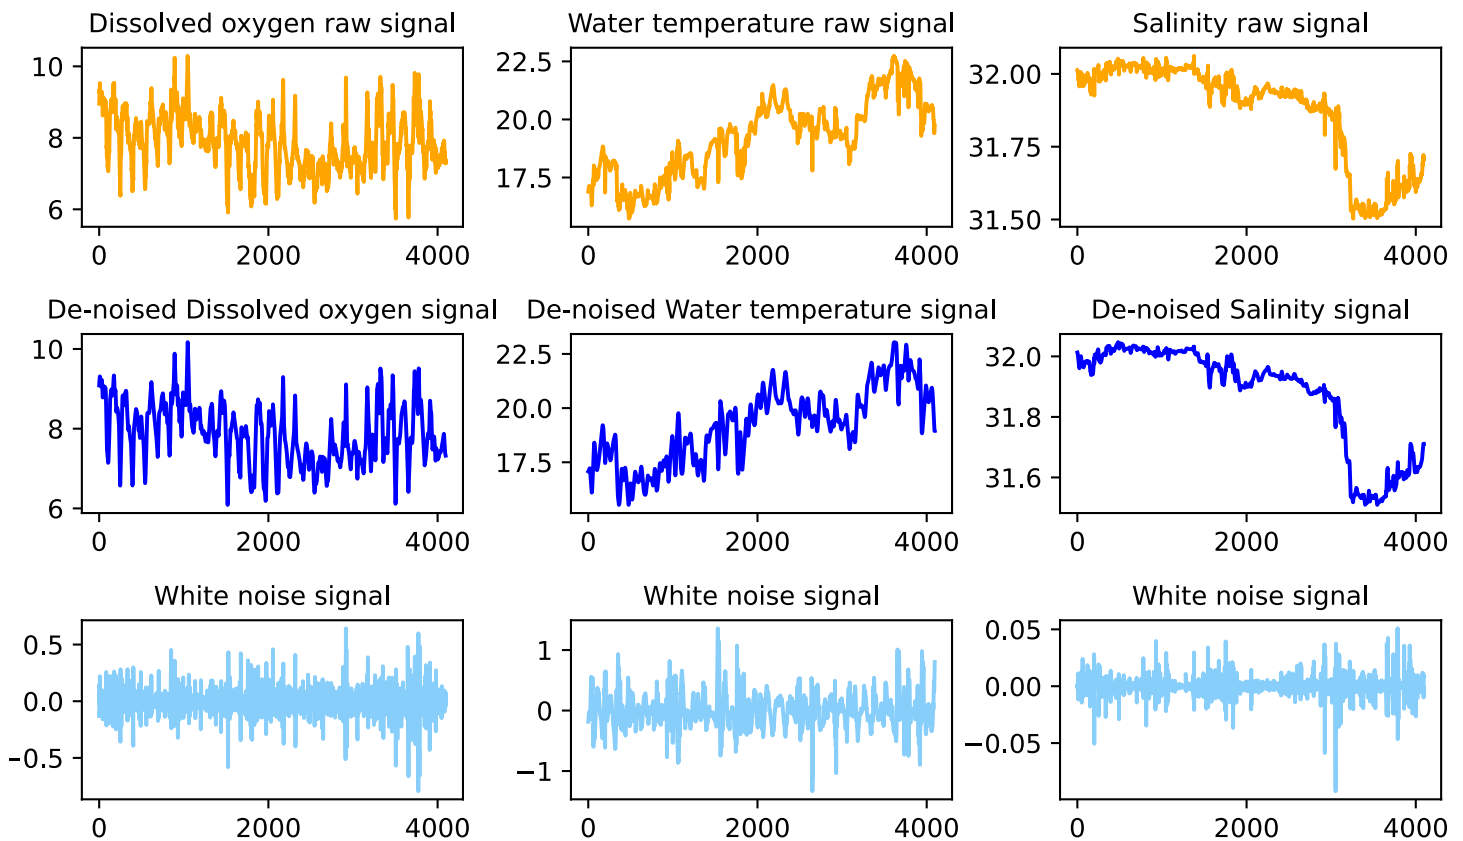 Dissolved oxygen raw signal
10
8
6
0 2000 4000
Water temperature raw signal
22.5
20.0
17.5
0 2000 4000
Salinity raw signal
32.00
31.75
31.50
0 2000 4000
De-noised Dissolved oxygen signal
10
8
6
0 2000 4000
De-noised Water temperature signal
22.5
20.0
17.5
0 2000 4000
De-noised Salinity signal
32.0
31.8
31.6
0 2000 4000
White noise signal
0.5
0.0
−0.5
0 2000 4000
White noise signal
1
0
−1
0 2000 4000
White noise signal
0.05
0.00
−0.05
0 2000 4000